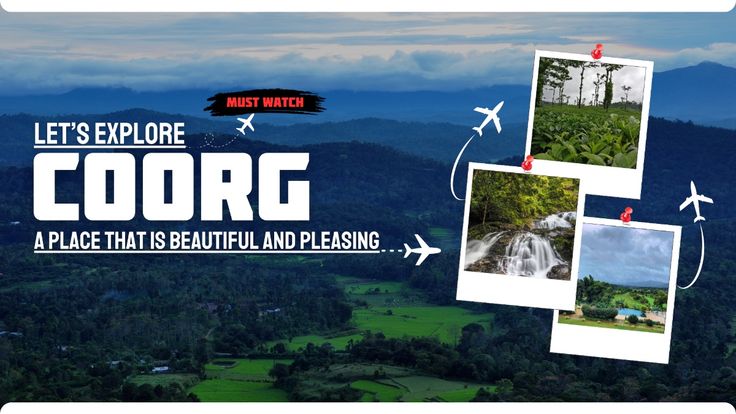 MUST WATCH
LET'S EXPLORE
COORG
A PLACE THAT IS BEAUTIFUL AND PLEASING